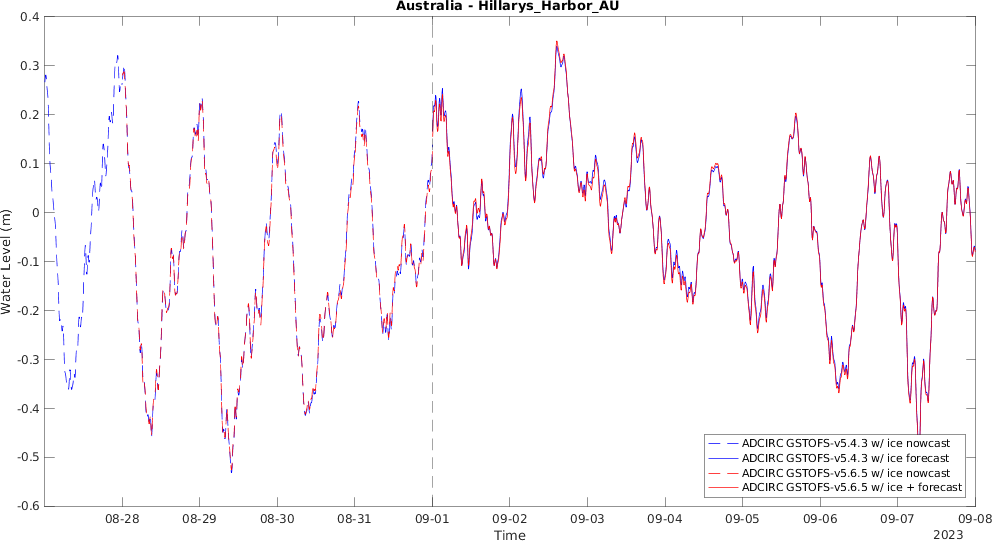 Australia - Hillarys_Harbor_AU
0.4
0.3
0.2
0.1
0
-0.1
-0.2
-0.3
-0.4
-0.5
-0.6
Water Level (m)
ADCIRC GSTOFS-v5.4.3 w/ ice nowcast
ADCIRC GSTOFS-v5.4.3 w/ ice forecast
ADCIRC GSTOFS-v5.6.5 w/ ice nowcast
ADCIRC GSTOFS-v5.6.5 w/ ice + forecast
08-28 08-29 08-30 08-31 09-01 09-02 09-03 09-04 09-05 09-06 09-07 09-08
Time
2023